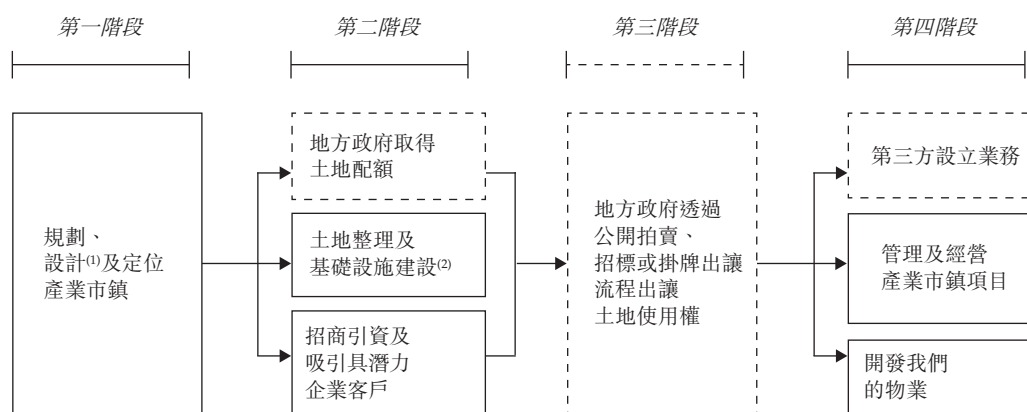 第一階段
第二階段
第三階段
第四階段
規劃、
設計(1)及定位
產業市鎮
地方政府取得
土地配額
土地整理及
基礎設施建設(2)
招商引資及
吸引具潛力
企業客戶
地方政府透過
公開拍賣、
招標或掛牌出讓
流程出讓
土地使用權
第三方設立業務
管理及經營
產業市鎮項目
開發我們
的物業